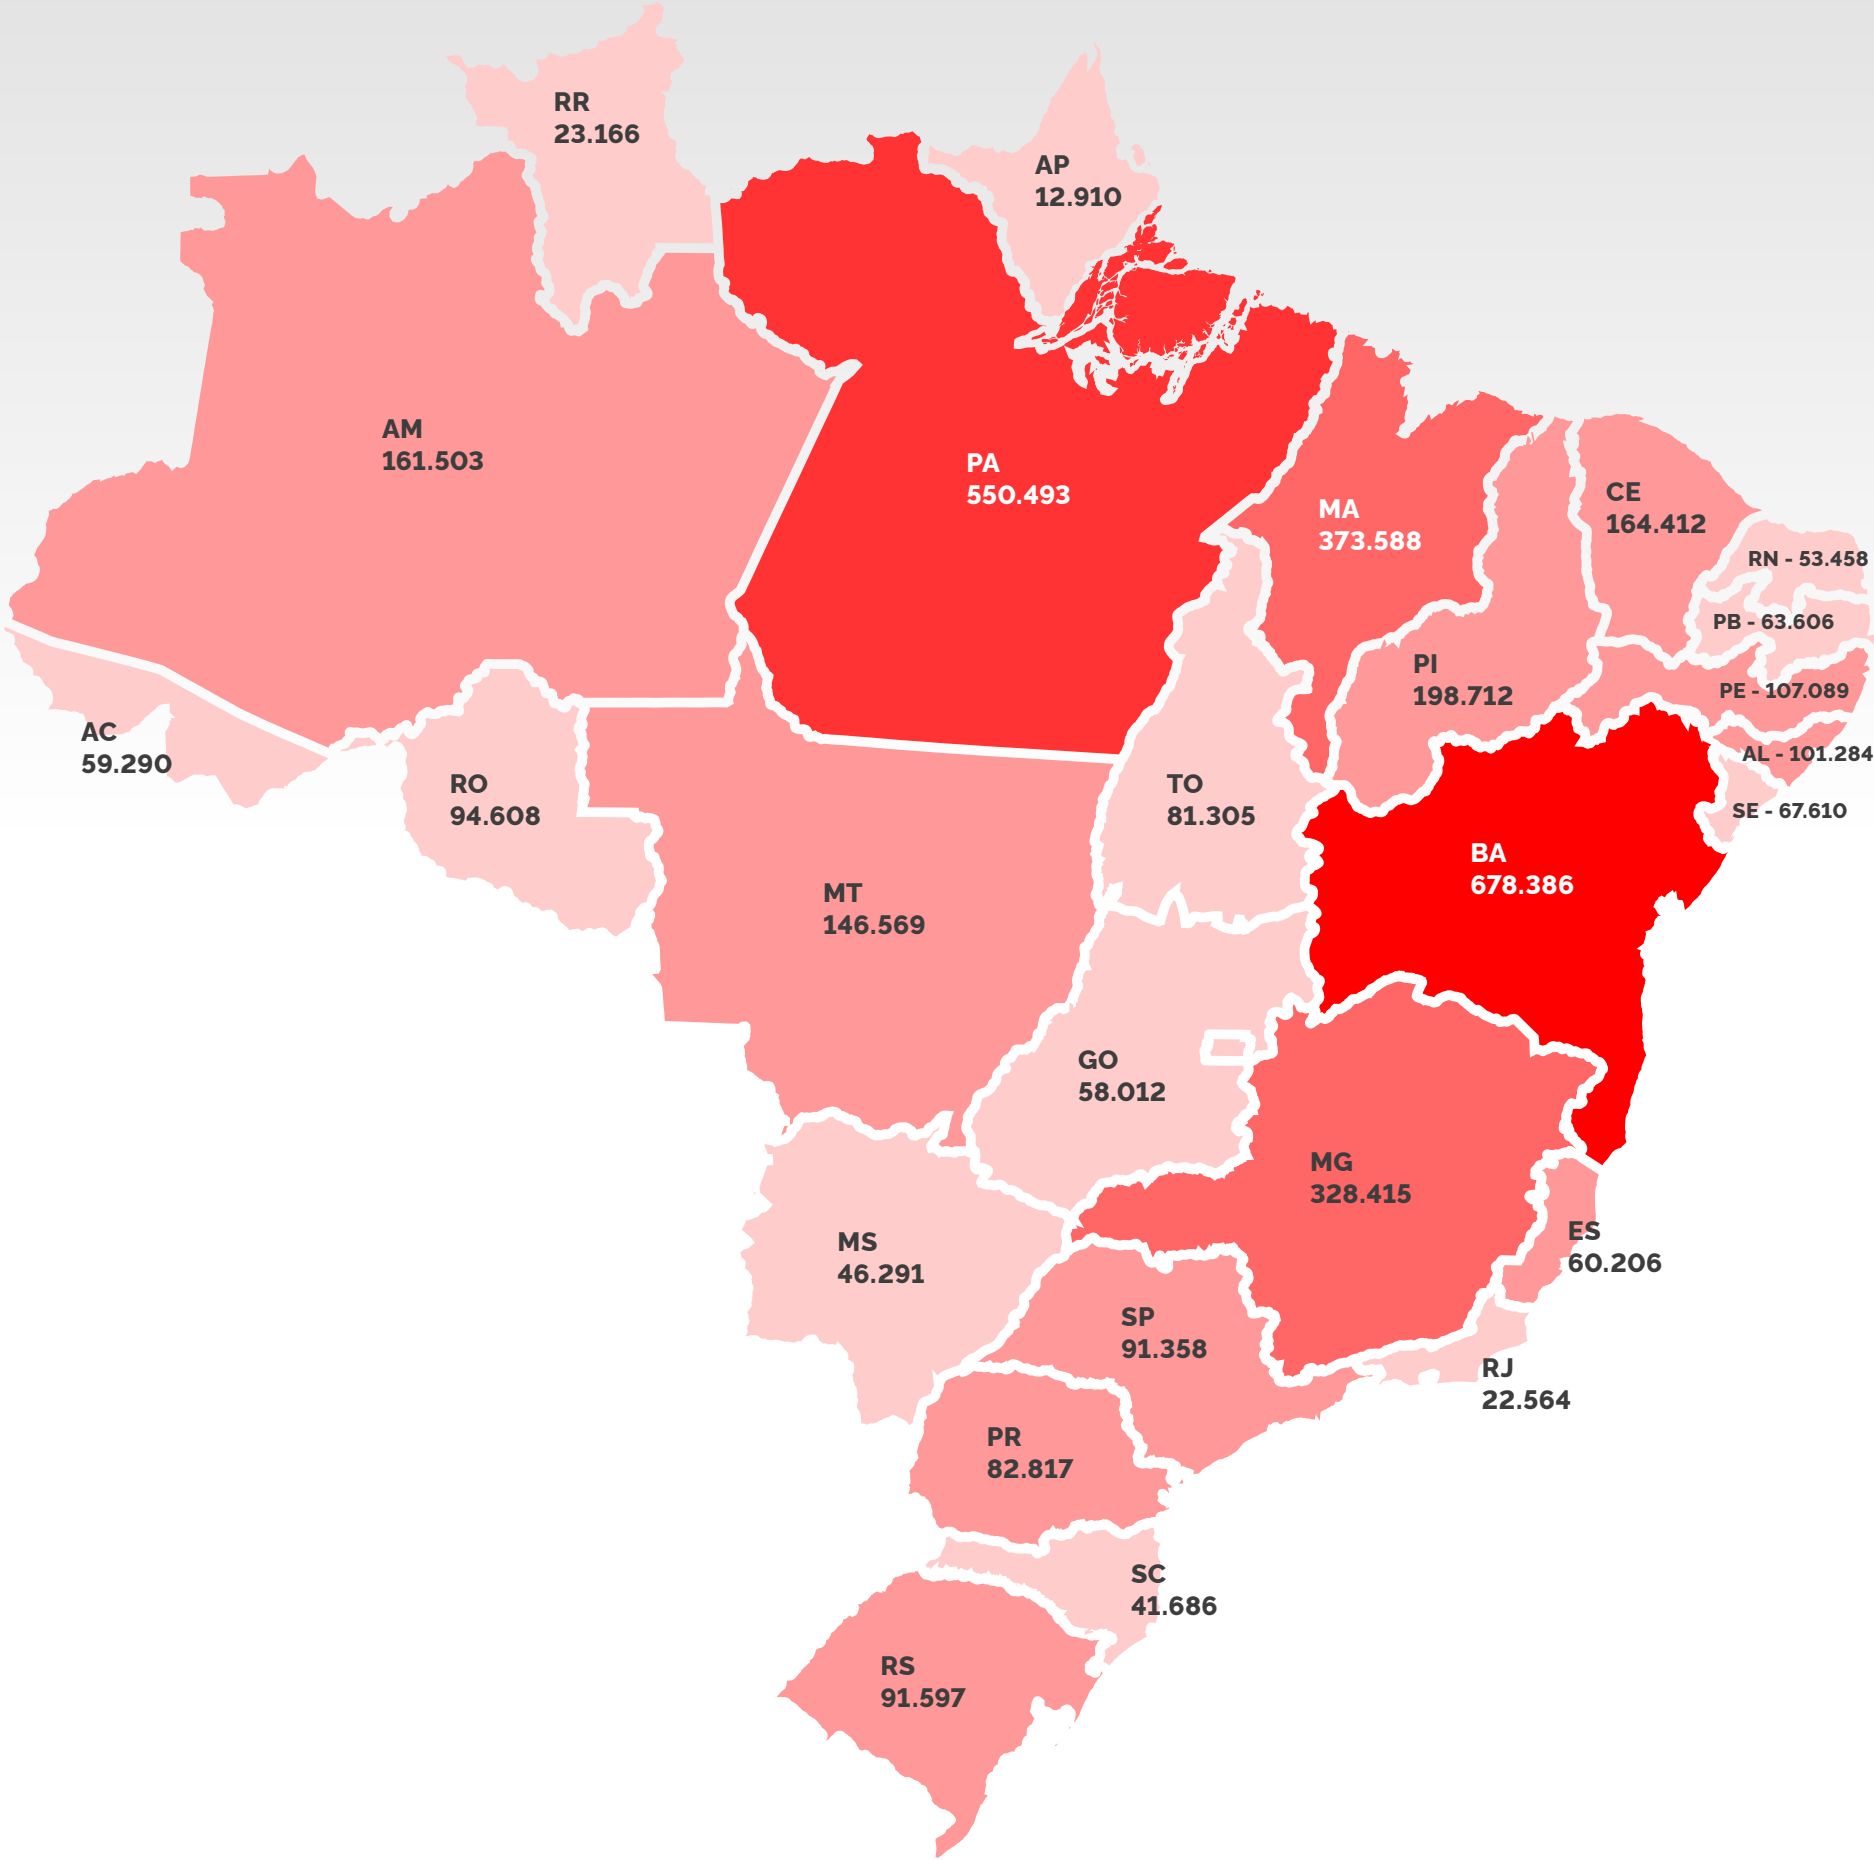 RR
23.166
AP
12.910
AM
161.503
PA
550.493
MA
373.588
CE
164.412
RN - 53.458
PB - 63.606
PI
198.712
PE - 107.089
AC
59.290
AL - 101.284
RO
94.608
TO
81.305
SE - 67.610
BA
678.386
MT
146.569
GO
58.012
MG
328.415
ES
60.206
MS
46.291
SP
91.358
RJ
22.564
PR
82.817
SC
41.686
RS
91.597